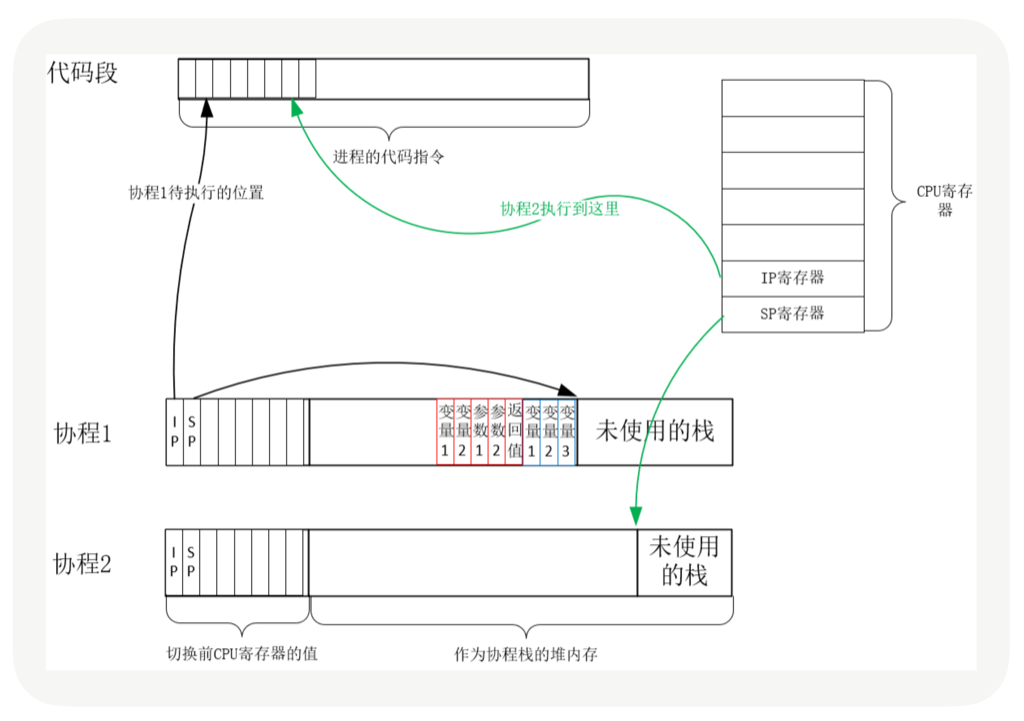 代码段
进程的代码指令
协程1待执行的位置
协程2执行到这里
CPU寄存
器
IP寄存器
SP寄存器
协程1
IP
SP
变量1
变量2
参数1
参数2
返回值
变量1
变量2
变量3
未使用的栈
协程2
IP
SP
未使用
的栈
切换前CPU寄存器的值
作为协程栈的堆内存